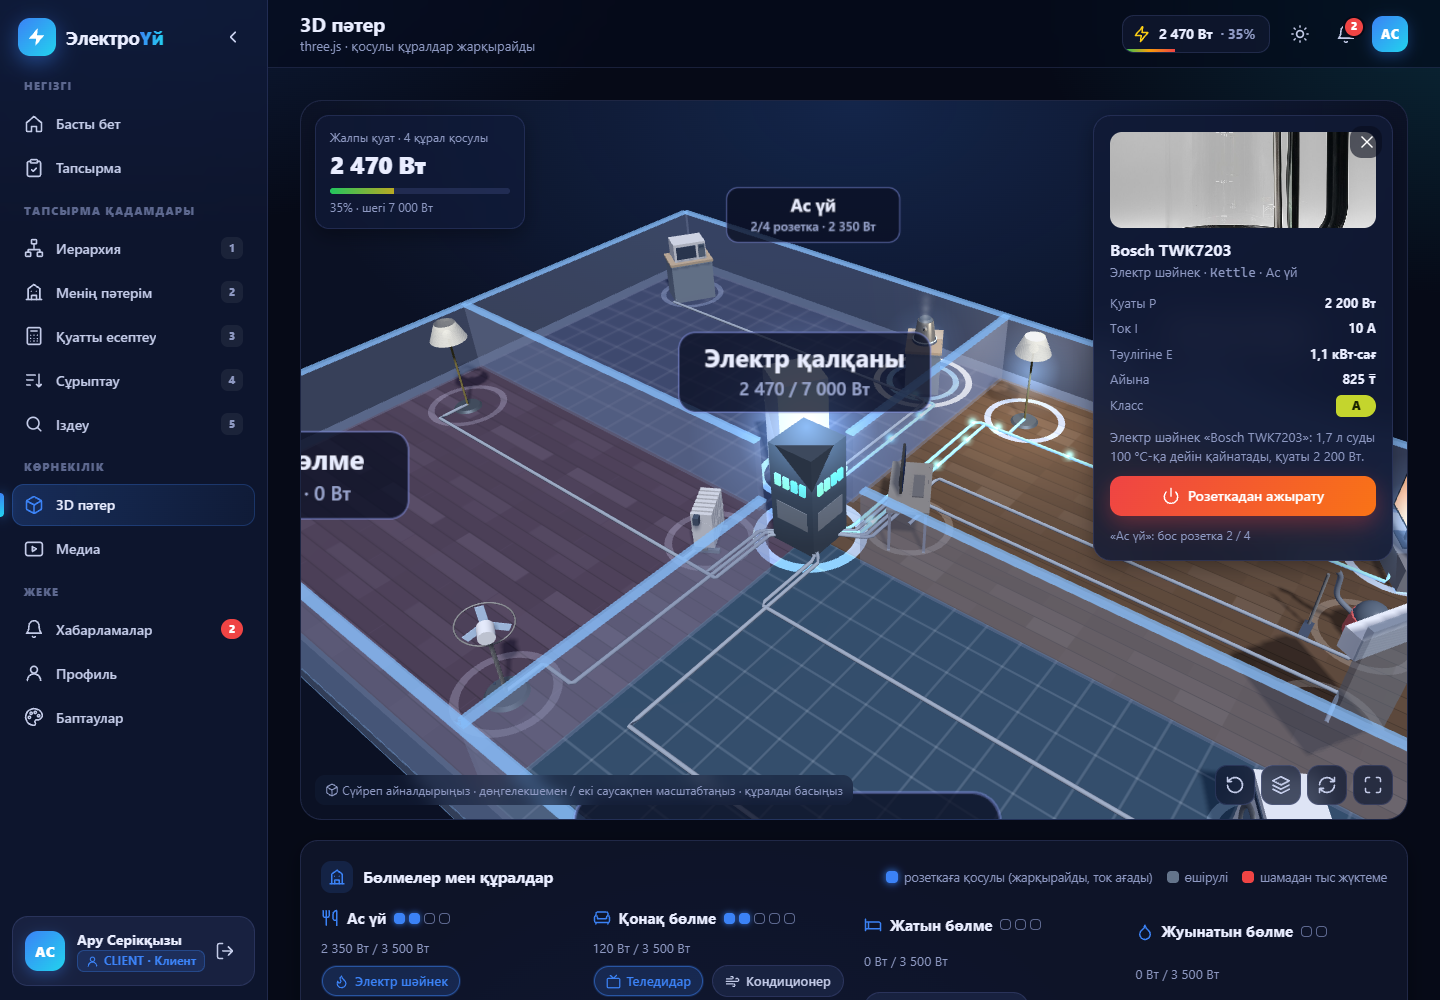 ЭлектроҮй
НЕГІЗГІ
Басты бет
Тапсырма
ТАПСЫРМА ҚАДАМДАРЫ
Иерархия 1
Менің пәтерім 2
Қуатты есептеу 3
Сұрыптау 4
Іздеу 5
КӨРНЕКІЛІК
3D пәтер
Медиа
ЖЕКЕ
Хабарламалар 2
Профиль
Баптаулар
АС
Ару Серікқызы
CLIENT · Клиент
3D пәтер
three.js · қосулы құралдар жарқырайды
2 470 Вт · 35%
2
АС
Жалпы қуат · 4 құрал қосулы
2 470 Вт
35% · шегі 7 000 Вт
Ас үй
2/4 розетка · 2 350 Вт
Электр қалқаны
2 470 / 7 000 Вт
өлме
· 0 Вт
Bosch TWK7203
Электр шәйнек · Kettle · Ас үй
Қуаты P 2 200 Вт
Ток I 10 А
Тәулігіне E 1,1 кВт·сағ
Айына 825 ₸
Класс A
Электр шәйнек «Bosch TWK7203»: 1,7 л суды
100 °C-қа дейін қайнатады, қуаты 2 200 Вт.
Розеткадан ажырату
«Ас үй»: бос розетка 2 / 4
Сүйреп айналдырыңыз · дөңгелекшемен / екі саусақпен масштабтаңыз · құралды басыңыз
Бөлмелер мен құралдар
розеткаға қосулы (жарқырайды, ток ағады) өшірулі шамадан тыс жүктеме
Ас үй
2 350 Вт / 3 500 Вт
Электр шәйнек
Қонақ бөлме
120 Вт / 3 500 Вт
Теледидар Кондиционер
Жатын бөлме
0 Вт / 3 500 Вт
Жуынатын бөлме
0 Вт / 3 500 Вт